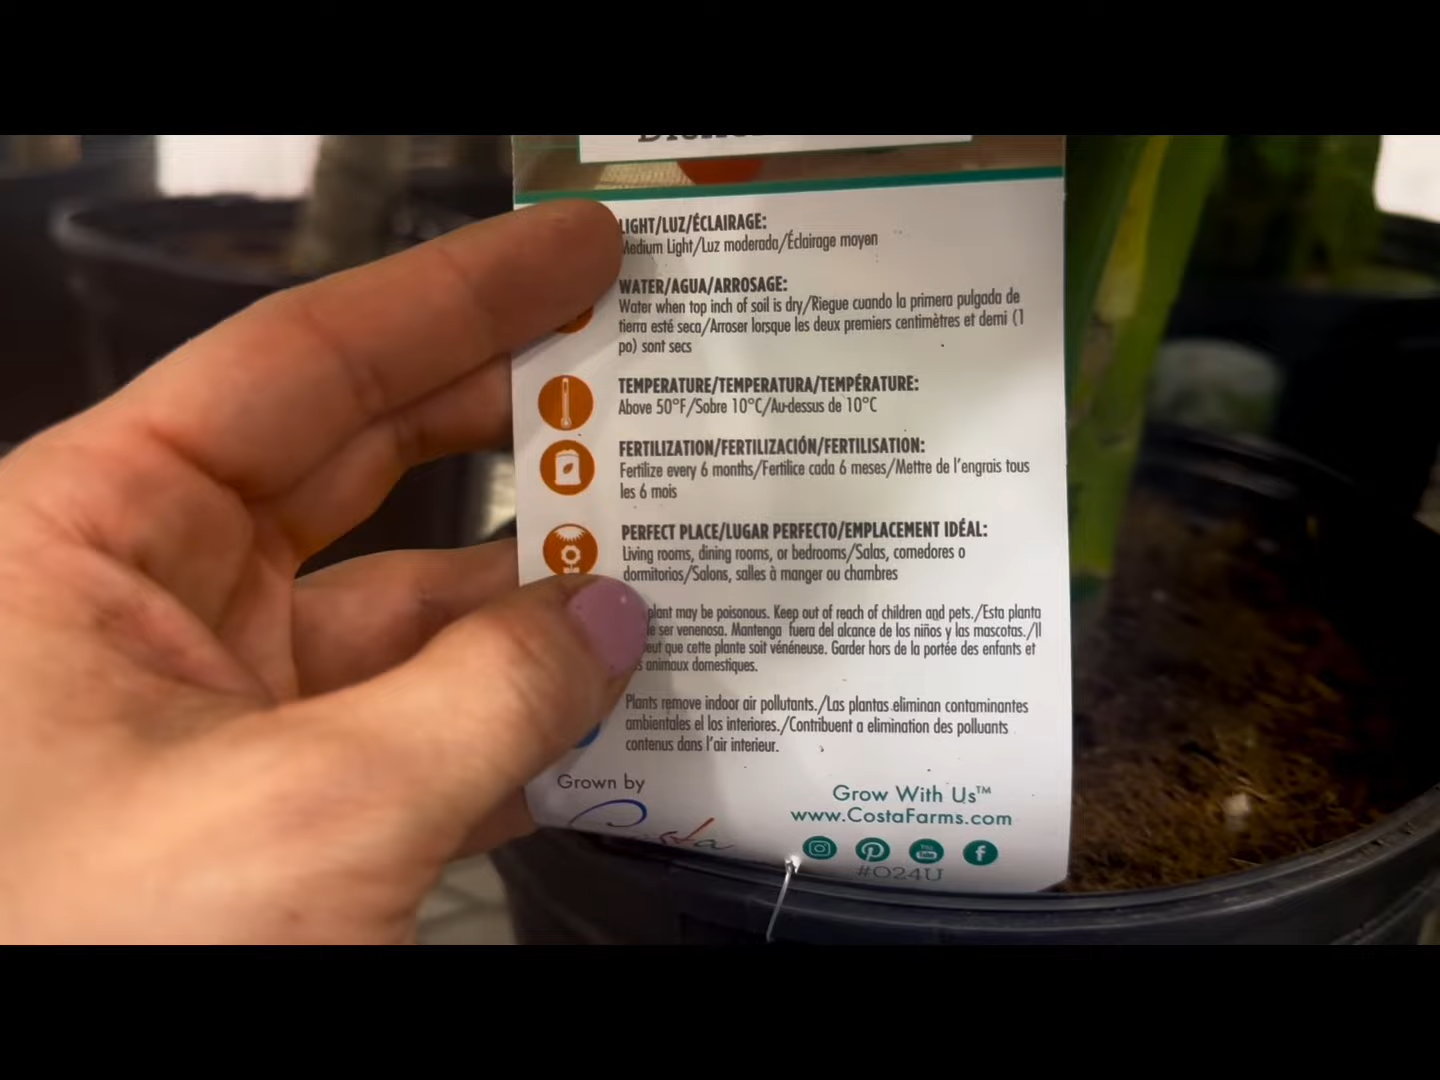 LIGHT/LUZ/ÉCLAIRAGE:
Medium Light/Luz moderada/Éclairage moyen
WATER/AGUA/ARROSAGE:
Water when top inch of soil is dry/Riegue cuando la primera pulgada de
tierra esté seca/Arroser lorsque les deux premiers centimètres et demi (1
po) sont secs
TEMPERATURE/TEMPERATURA/TEMPÉRATURE:
Above 50°F/Sobre 10°C/Au-dessus de 10°C
FERTILIZATION/FERTILIZACIÓN/FERTILISATION:
Fertilize every 6 months/Fertilice cada 6 meses/Mettre de l'engrais tous
les 6 mois
PERFECT PLACE/LUGAR PERFECTO/EMPLACEMENT IDÉAL:
Living rooms, dining rooms, or bedrooms/Salas, comedores o
dormitorios/Salons, salles à manger ou chambres
plant may be poisonous. Keep out of reach of children and pets./Esta planta
ser venenosa. Mantenga fuera del alcance de los niños y las mascotas./Il
que cette plante soit vénéneuse. Garder hors de la portée des enfants et
animaux domestiques.
Plants remove indoor air pollutants./Las plantas eliminan contaminantes
ambientales el los interiores./Contribuent a elimination des polluants
contenus dans l'air interieur.
Grown by
Costa
Grow With Us™
www.CostaFarms.com
You Tube
#O24U